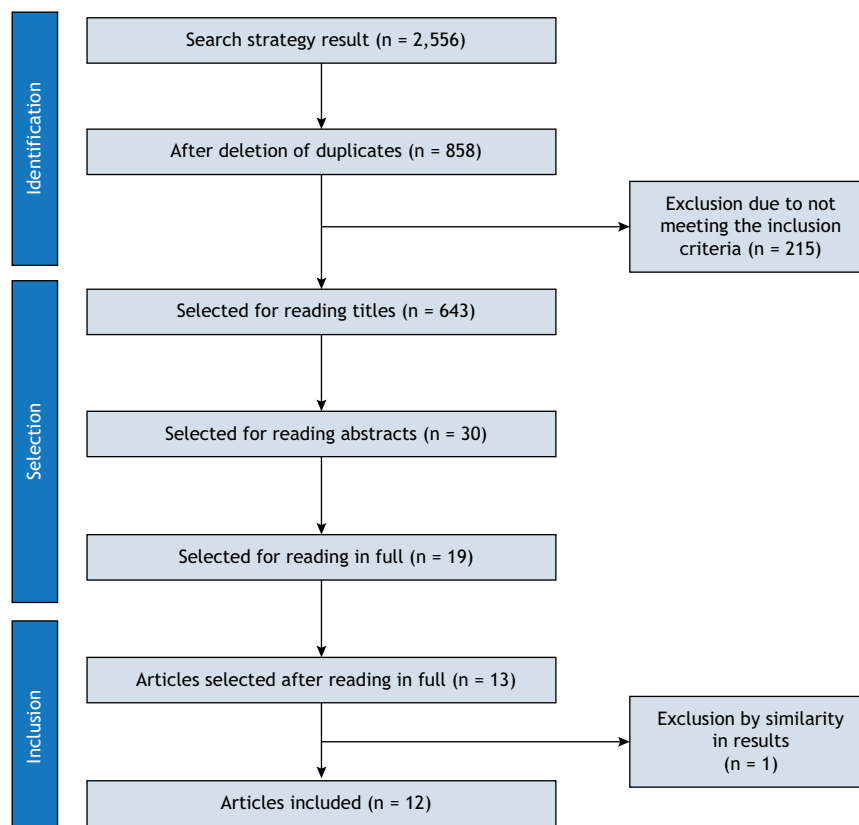 Identification
Search strategy result (n = 2,556)
After deletion of duplicates (n = 858)
Exclusion due to not
meeting the inclusion
criteria (n = 215)
Selection
Selected for reading titles (n = 643)
Selected for reading abstracts (n = 30)
Selected for reading in full (n = 19)
Inclusion
Articles selected after reading in full (n = 13)
Exclusion by similarity
in results
(n = 1)
Articles included (n = 12)